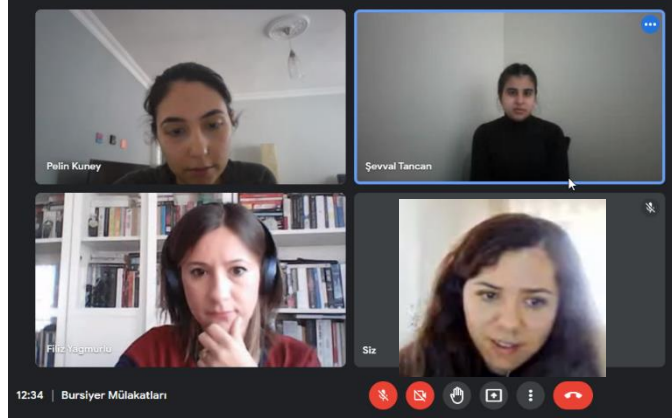 Pelin Kuney
Şevval Tancan
Filiz Yağmurlu
Siz
12:34 | Bursiyer Mülakatları